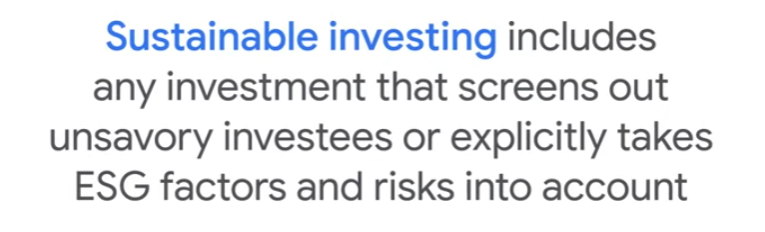 Sustainable investing includes
any investment that screens out
unsavory investees or explicitly takes
ESG factors and risks into account